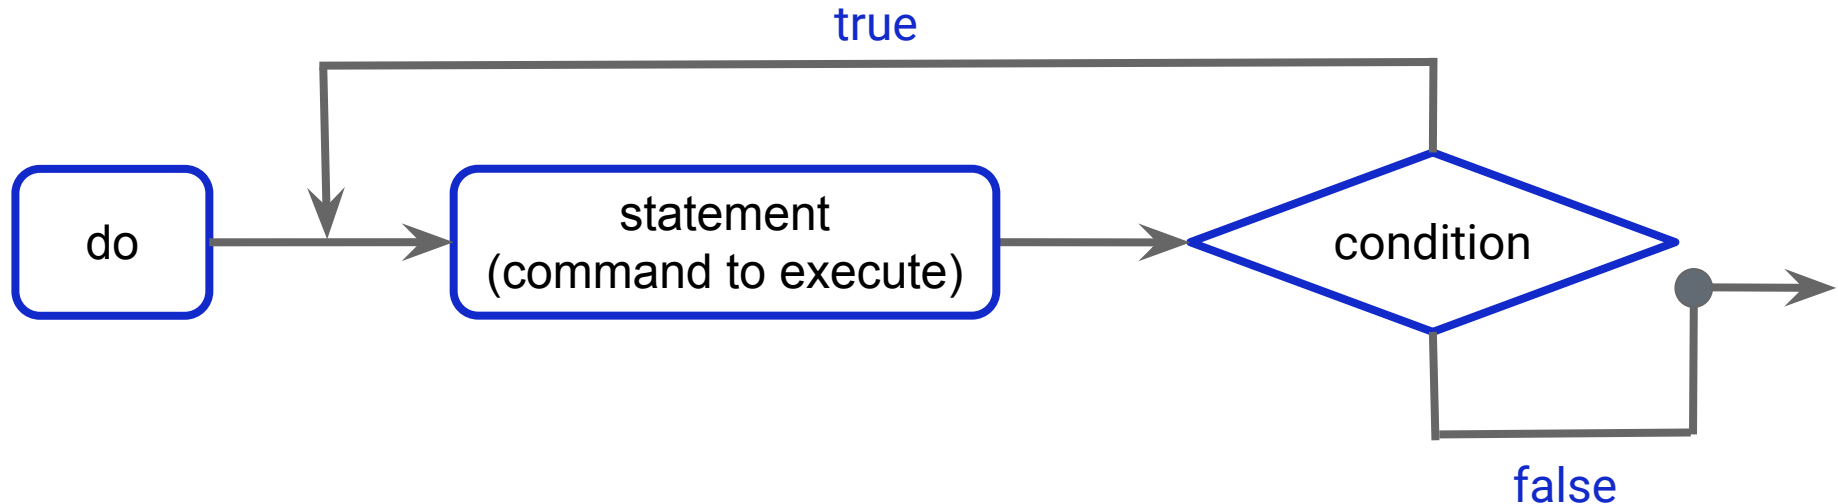 true
do
statement
(command to execute)
condition
false